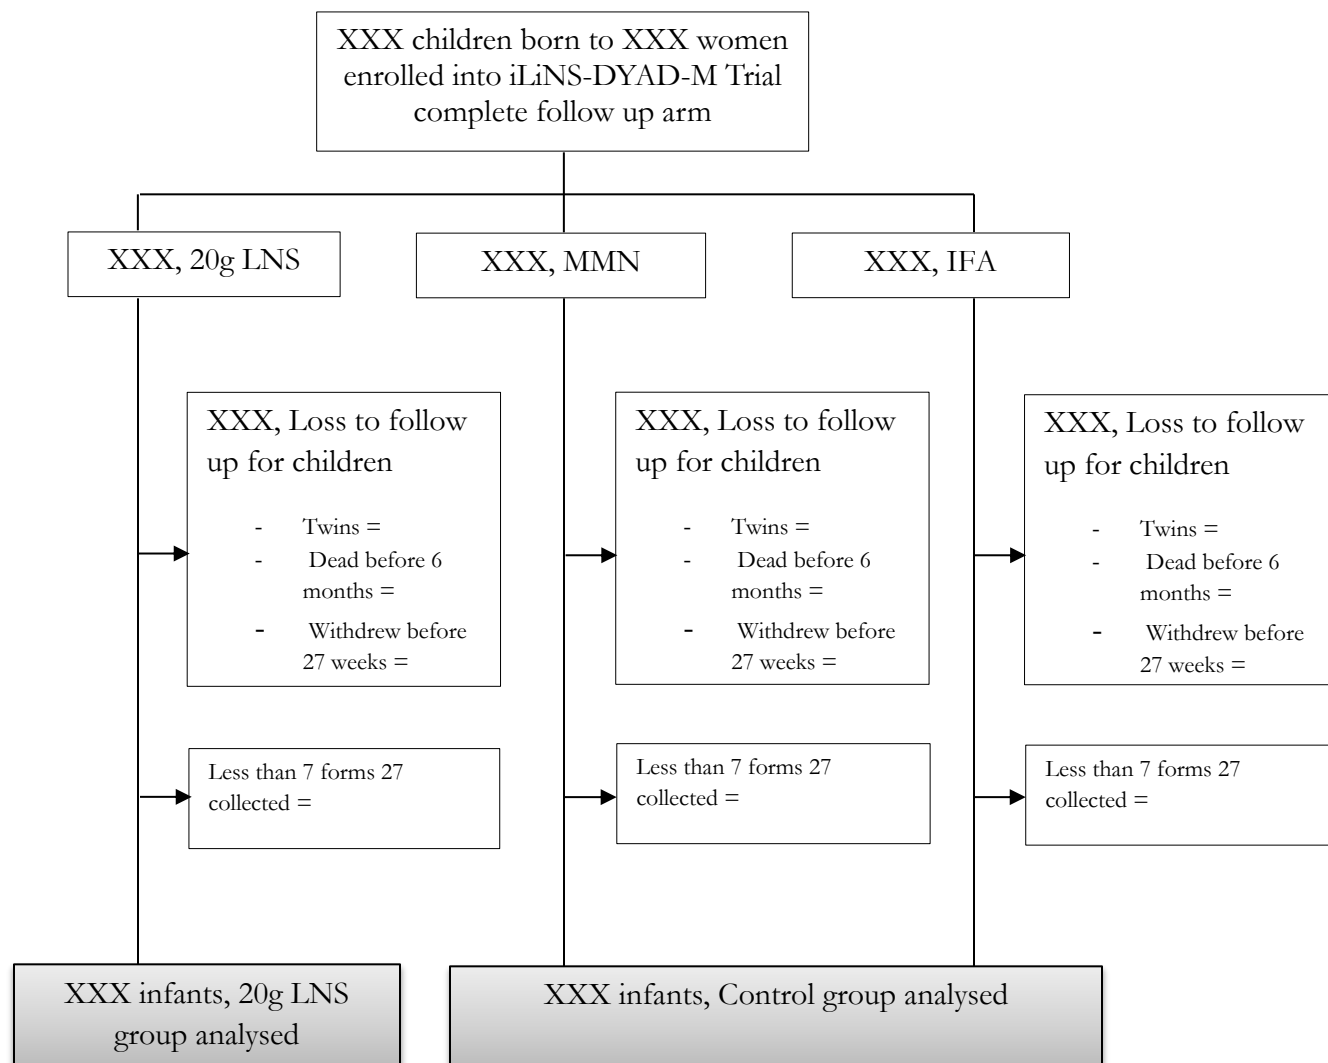 XXX children born to XXX women
enrolled into iLiNS-DYAD-M Trial
complete follow up arm
XXX, 20g LNS
XXX, MMN
XXX, IFA
XXX, Loss to follow
up for children
- Twins =
- Dead before 6
months =
- Withdrew before
27 weeks =
XXX, Loss to follow
up for children
- Twins =
- Dead before 6
months =
- Withdrew before
27 weeks =
XXX, Loss to follow
up for children
- Twins =
- Dead before 6
months =
- Withdrew before
27 weeks =
Less than 7 forms 27
collected =
Less than 7 forms 27
collected =
Less than 7 forms 27
collected =
XXX infants, 20g LNS
group analysed
XXX infants, Control group analysed